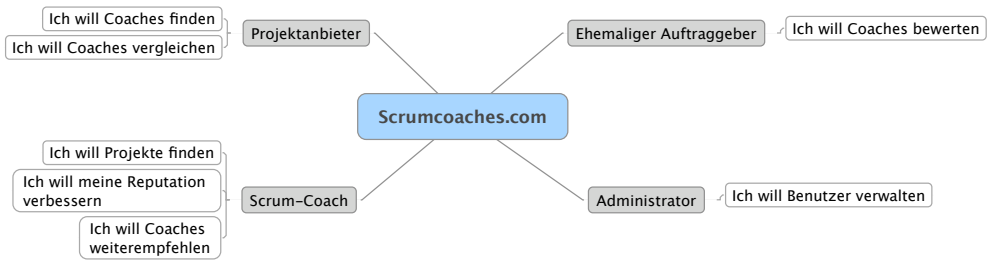 Ich will Coaches finden
Ich will Coaches vergleichen
Projektanbieter
Ehemaliger Auftraggeber
Ich will Coaches bewerten
Scrumcoaches.com
Ich will Projekte finden
Ich will meine Reputation
verbessern
Ich will Coaches
weiterempfehlen
Scrum-Coach
Administrator
Ich will Benutzer verwalten